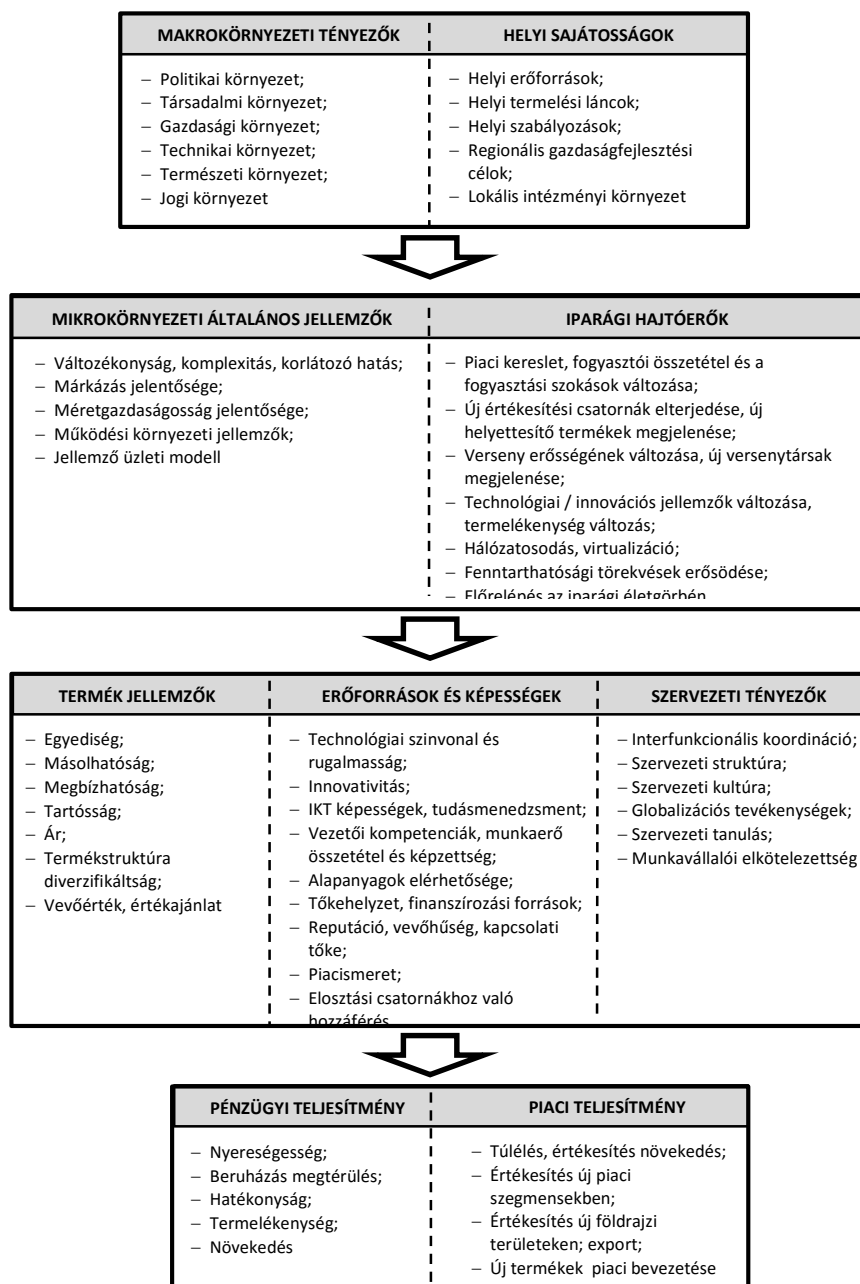 MAKROKÖRNYEZETI TÉNYEZŐK
– Politikai környezet;
– Társadalmi környezet;
– Gazdasági környezet;
– Technikai környezet;
– Természeti környezet;
– Jogi környezet
HELYI SAJÁTOSSÁGOK
– Helyi erőforrások;
– Helyi termelési láncok;
– Helyi szabályozások;
– Regionális gazdaságfejlesztési
célok;
– Lokális intézményi környezet
MIKROKÖRNYEZETI ÁLTALÁNOS JELLEMZŐK
– Változékonyság, komplexitás, korlátozó hatás;
– Márkázás jelentősége;
– Méretgazdaságosság jelentősége;
– Működési környezeti jellemzők;
– Jellemző üzleti modell
IPARÁGI HAJTÓERŐK
– Piaci kereslet, fogyasztói összetétel és a
fogyasztási szokások változása;
– Új értékesítési csatornák elterjedése, új
helyettesítő termékek megjelenése;
– Verseny erősségének változása, új versenytársak
megjelenése;
– Technológiai / innovációs jellemzők változása,
termelékenység változás;
– Hálózatosodás, virtualizáció;
– Fenntarthatósági törekvések erősödése;
– Előrelépés az iparági életgörbén
TERMÉK JELLEMZŐK
– Egyediség;
– Másolhatóság;
– Megbízhatóság;
– Tartósság;
– Ár;
– Termékstruktúra
diverzifikáltság;
– Vevőérték, értékajánlat
ERŐFORRÁSOK ÉS KÉPESSÉGEK
– Technológiai szinvonal és
rugalmasság;
– Innovativitás;
– IKT képességek, tudásmenedzsment;
– Vezetői kompetenciák, munkaerő
összetétel és képzettség;
– Alapanyagok elérhetősége;
– Tőkehelyzet, finanszírozási források;
– Reputáció, vevőhűség, kapcsolati
tőke;
– Piacismeret;
– Elosztási csatornákhoz való
hozzáférés
SZERVEZETI TÉNYEZŐK
– Interfunkcionális koordináció;
– Szervezeti struktúra;
– Szervezeti kultúra;
– Globalizációs tevékenységek;
– Szervezeti tanulás;
– Munkavállalói elkötelezettség
PÉNZÜGYI TELJESÍTMÉNY
– Nyereségesség;
– Beruházás megtérülés;
– Hatékonyság;
– Termelékenység;
– Növekedés
PIACI TELJESÍTMÉNY
– Túlélés, értékesítés növekedés;
– Értékesítés új piaci
szegmensekben;
– Értékesítés új földrajzi
területeken; export;
– Új termékek piaci bevezetése